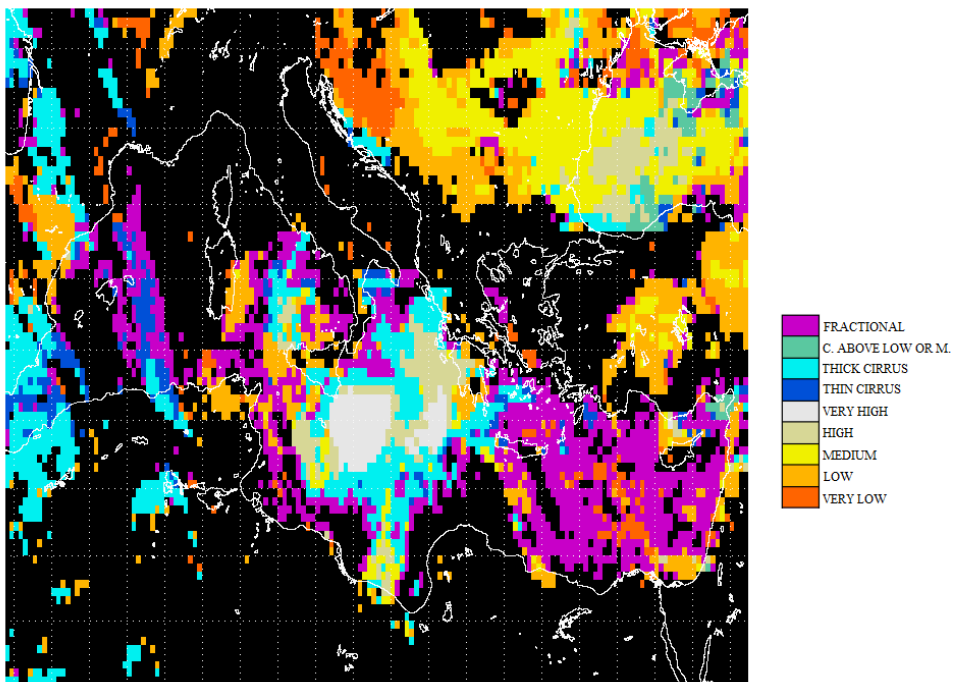 FRACTIONAL
C. ABOVE LOW OR M.
THICK CIRRUS
THIN CIRRUS
VERY HIGH
HIGH
MEDIUM
LOW
VERY LOW